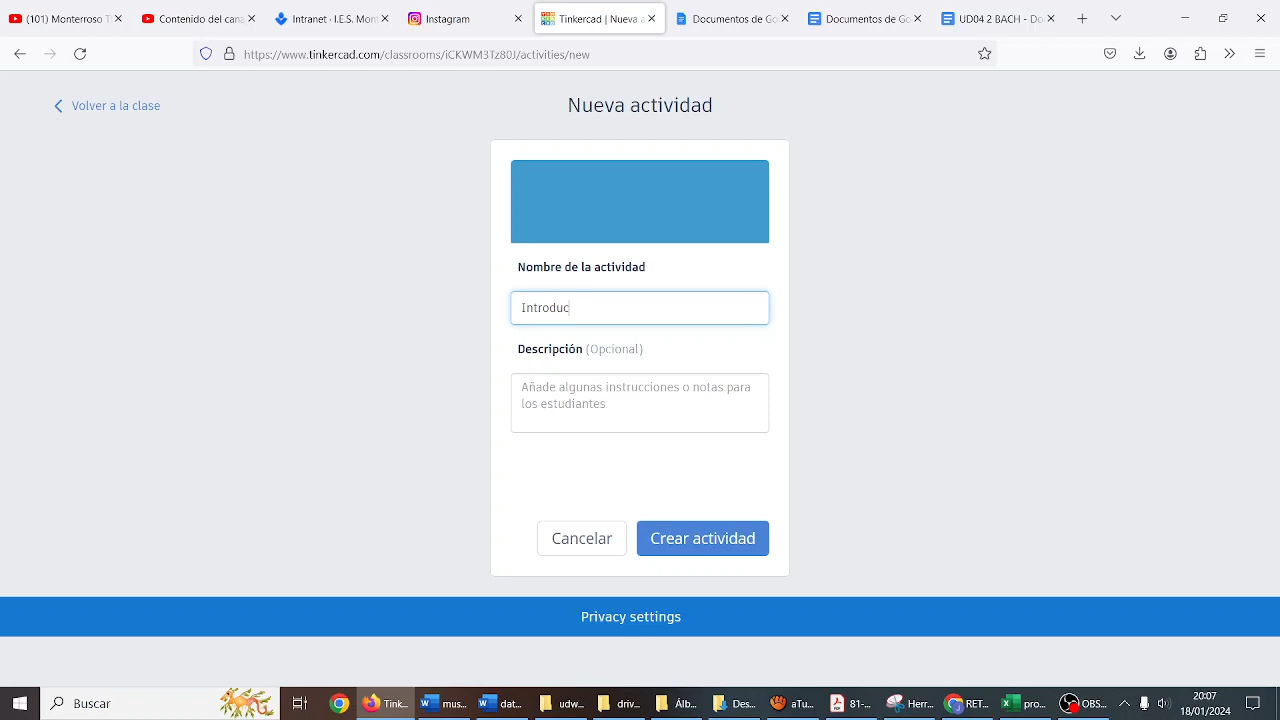 (101) Monterroso T
Contenido del can
Intranet · I.E.S. Mon
Instagram
Tinkercad | Nueva a
Documentos de Go
Documentos de Go
UD04 2 BACH - Do
https://www.tinkercad.com/classrooms/iCKWM3Tz80J/activities/new
Volver a la clase
Nueva actividad
Nombre de la actividad
Introduc
Descripción (Opcional)
Añade algunas instrucciones o notas para
los estudiantes
Cancelar
Crear actividad
Privacy settings
Buscar
Tink...
mo...
Gu...
udw...
driv...
Álb...
Des...
aTu...
81-...
Herr...
RET...
pro...
OBS...
20:07
18/01/2024